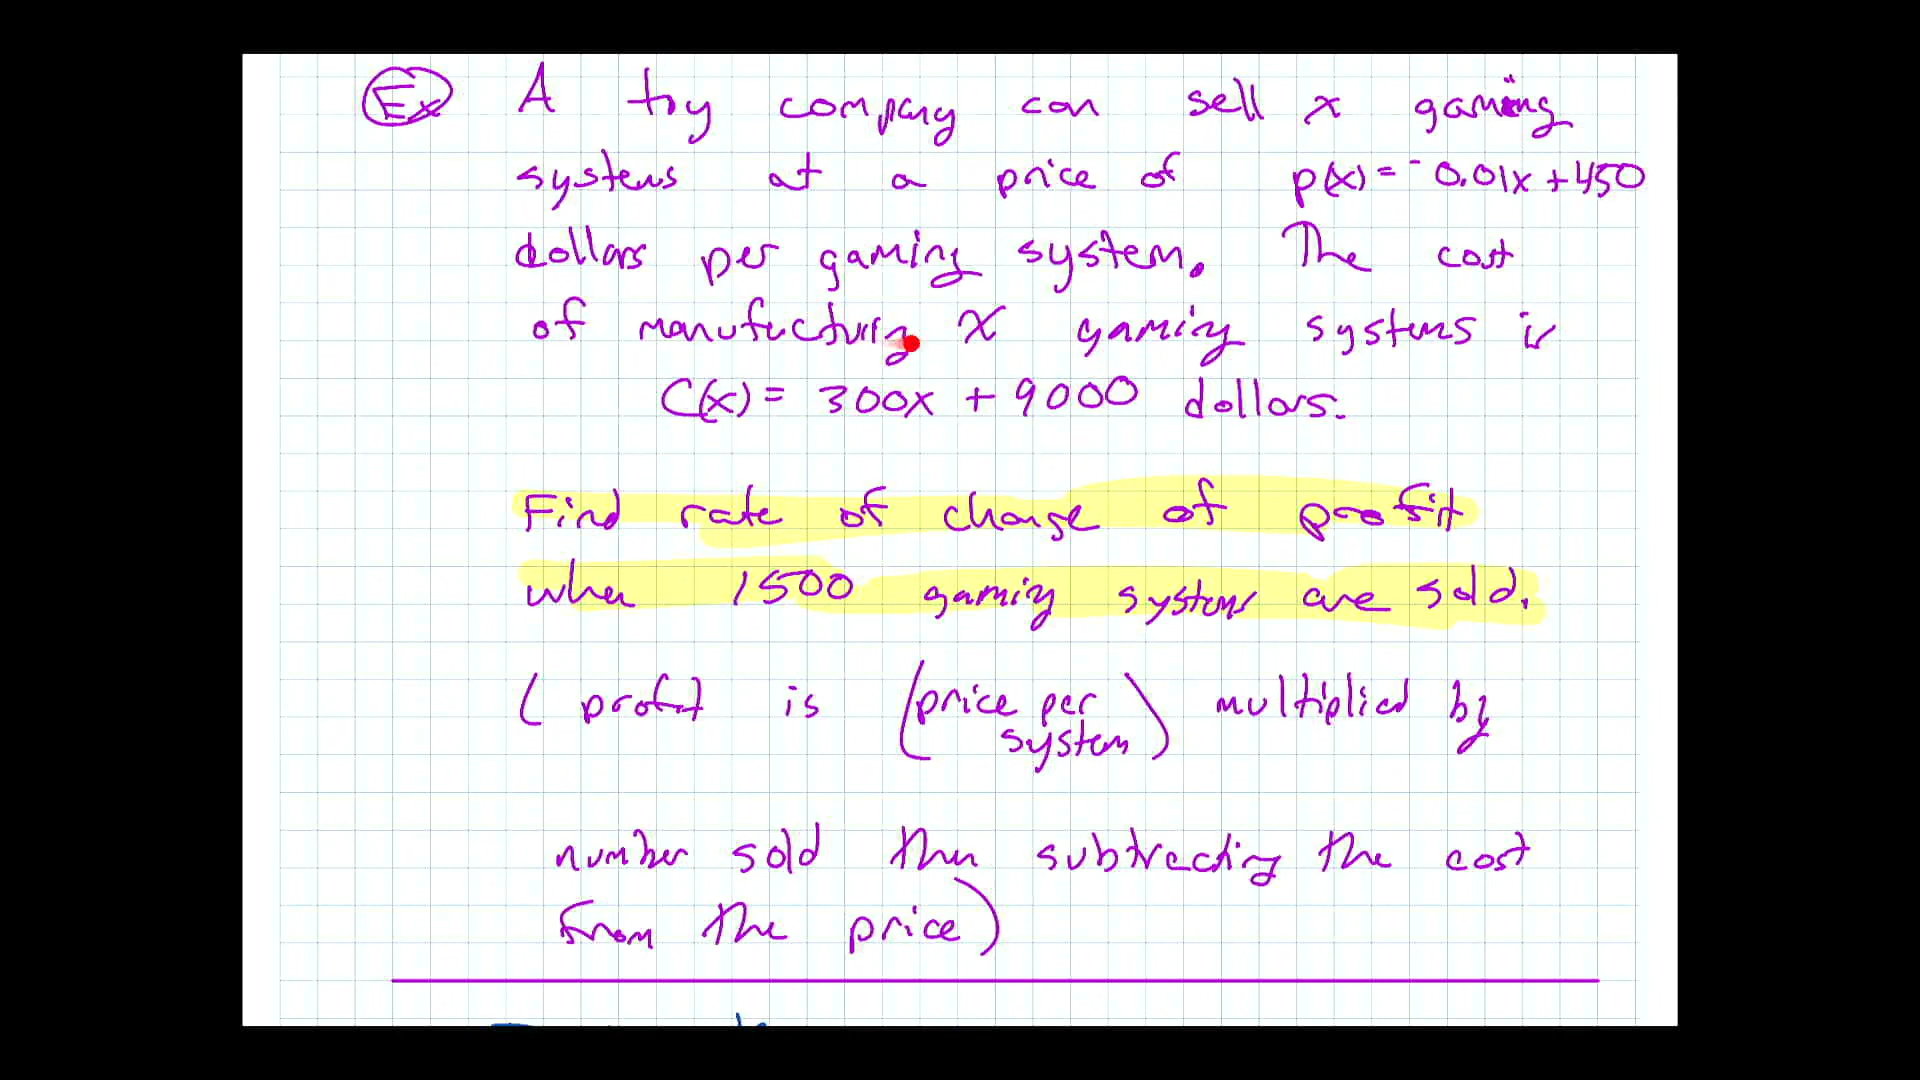 Ex A toy company can sell x gaming
systems at a price of p(x) = -0.01x + 450
dollars per gaming system. The cost
of manufacturing x gaming systems is
C(x) = 300x + 9000 dollars.
Find rate of change of profit
when 1500 gaming systems are sold.
( profit is (price per system) multiplied by
number sold then subtracting the cost
from the price)